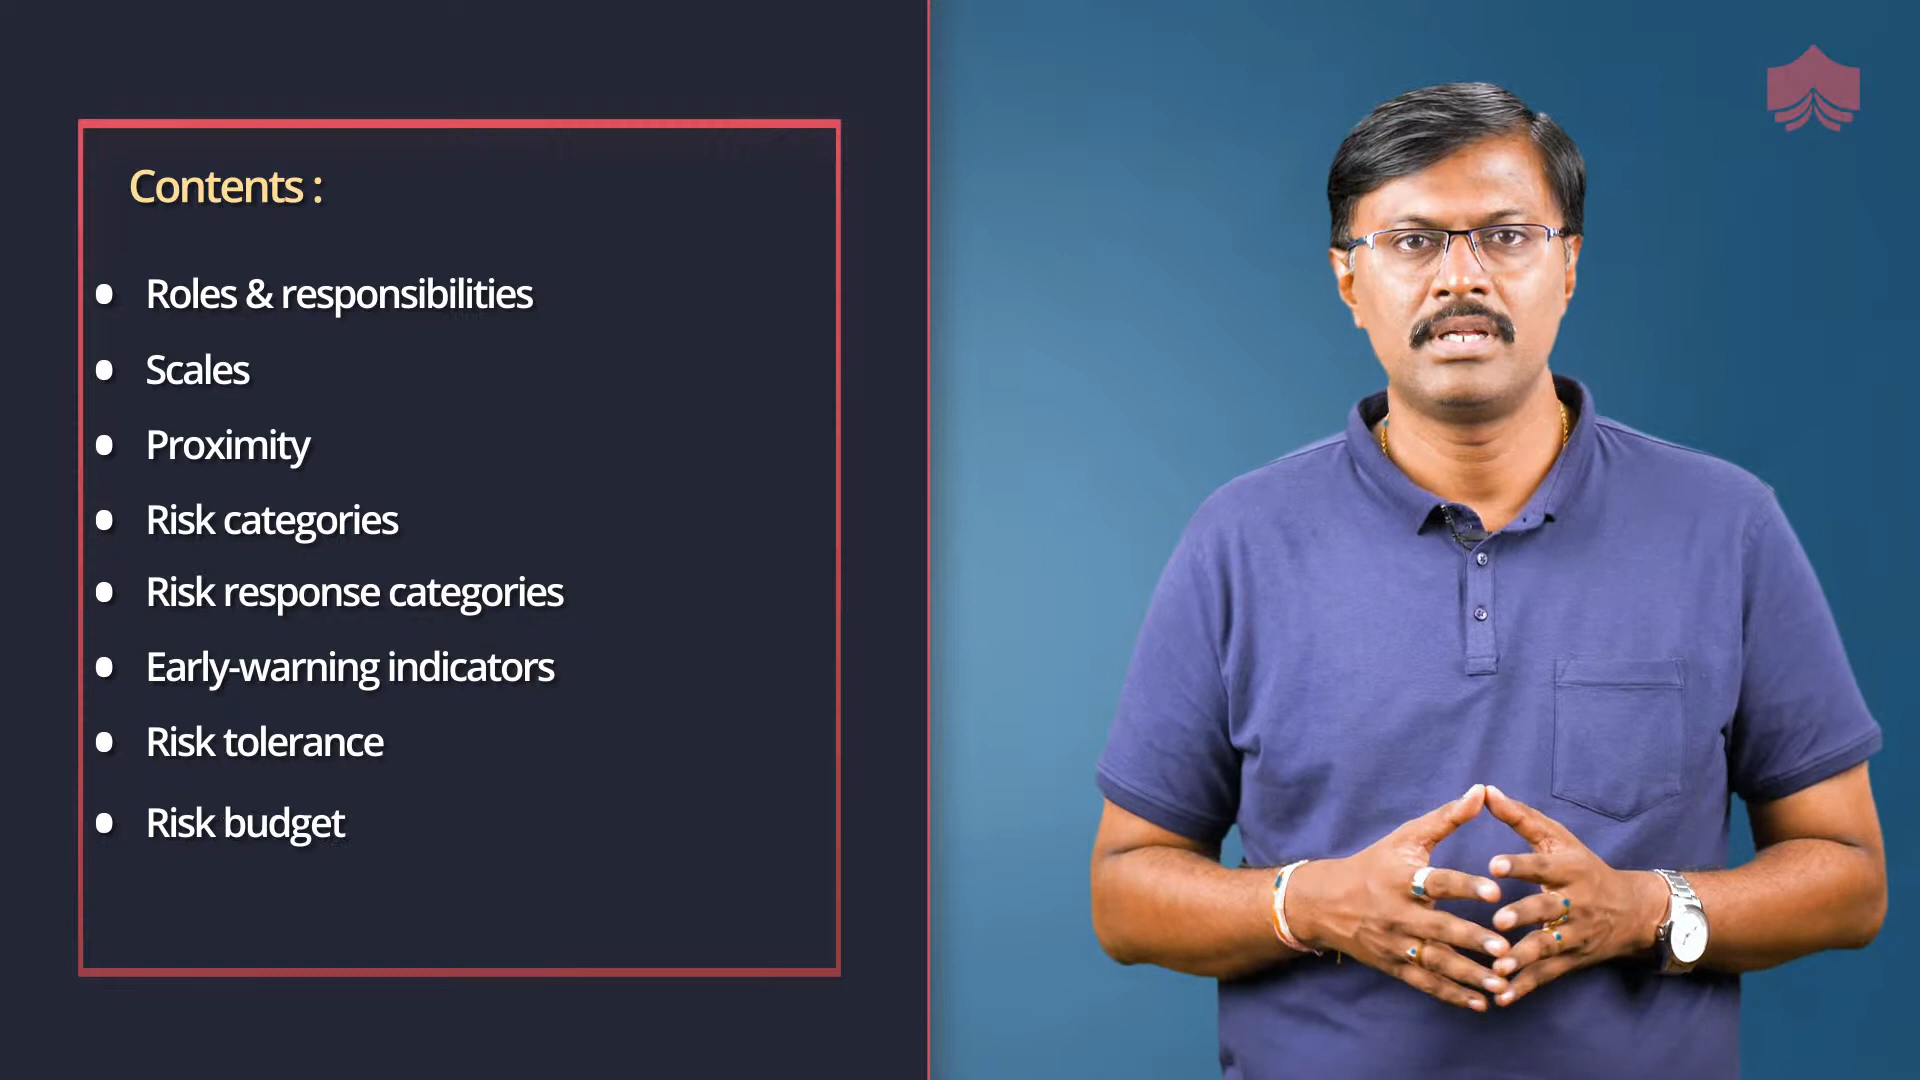 Contents :
Roles & responsibilities
Scales
Proximity
Risk categories
Risk response categories
Early-warning indicators
Risk tolerance
Risk budget